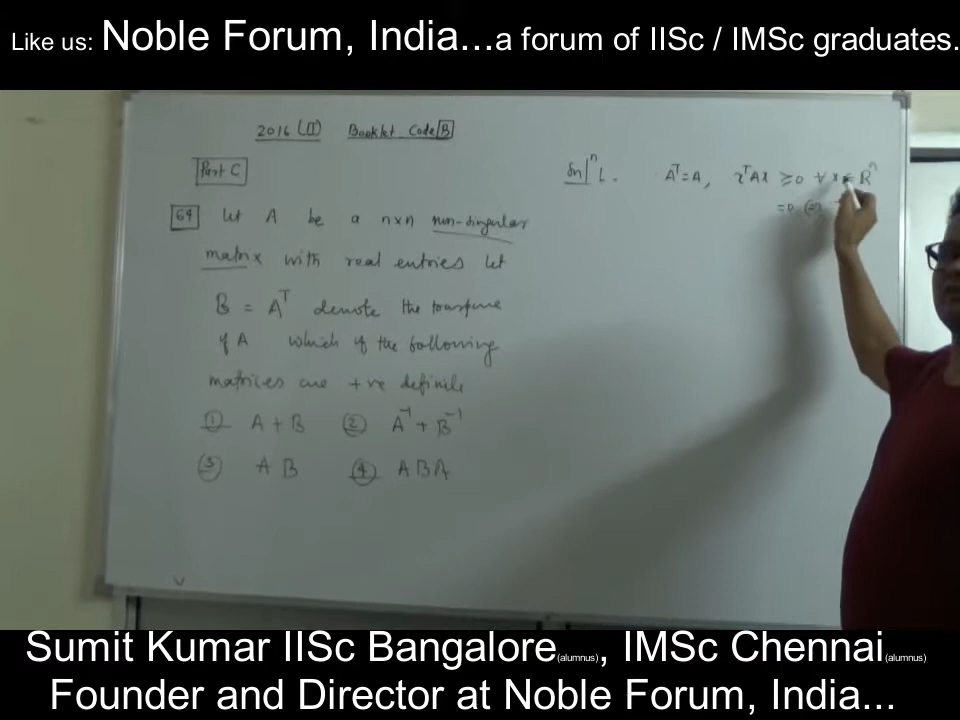 Like us: Noble Forum, India...a forum of IISc / IMSc graduates.
2016 (II) Booklet Code B
Part C
64 let A be a n×n non-singular
matrix with real entries let
B = A^T denote the transpose
of A which of the following
matrices are +ve definite
① A + B ② A^-1 + B^-1
③ A B ④ A B A
Sol^n 1. A^T = A, x^T A x ≥ 0 ∀ x ∈ R^n
= 0 (=)
Sumit Kumar IISc Bangalore(alumnus), IMSc Chennai(alumnus)
Founder and Director at Noble Forum, India...